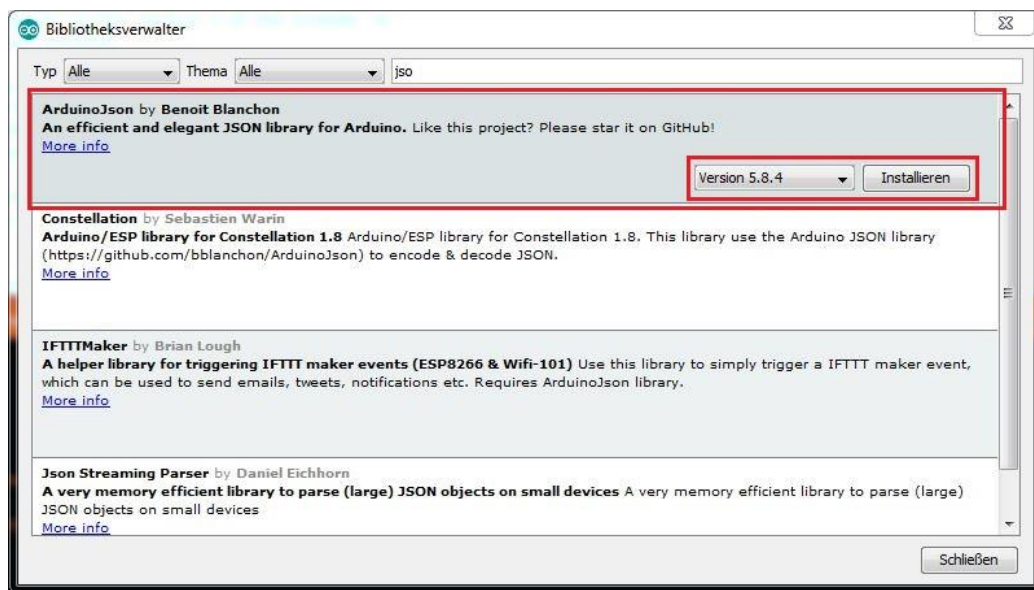 Bibliotheksverwalter
Typ Alle Thema Alle jso
ArduinoJson by Benoit Blanchon
An efficient and elegant JSON library for Arduino. Like this project? Please star it on GitHub!
More info
Version 5.8.4 Installieren
Constellation by Sebastien Warin
Arduino/ESP library for Constellation 1.8 Arduino/ESP library for Constellation 1.8. This library use the Arduino JSON library
(https://github.com/bblanchon/ArduinoJson) to encode & decode JSON.
More info
IFTTTMaker by Brian Lough
A helper library for triggering IFTTT maker events (ESP8266 & Wifi-101) Use this library to simply trigger a IFTTT maker event,
which can be used to send emails, tweets, notifications etc. Requires ArduinoJson library.
More info
Json Streaming Parser by Daniel Eichhorn
A very memory efficient library to parse (large) JSON objects on small devices A very memory efficient library to parse (large)
JSON objects on small devices
More info
Schließen